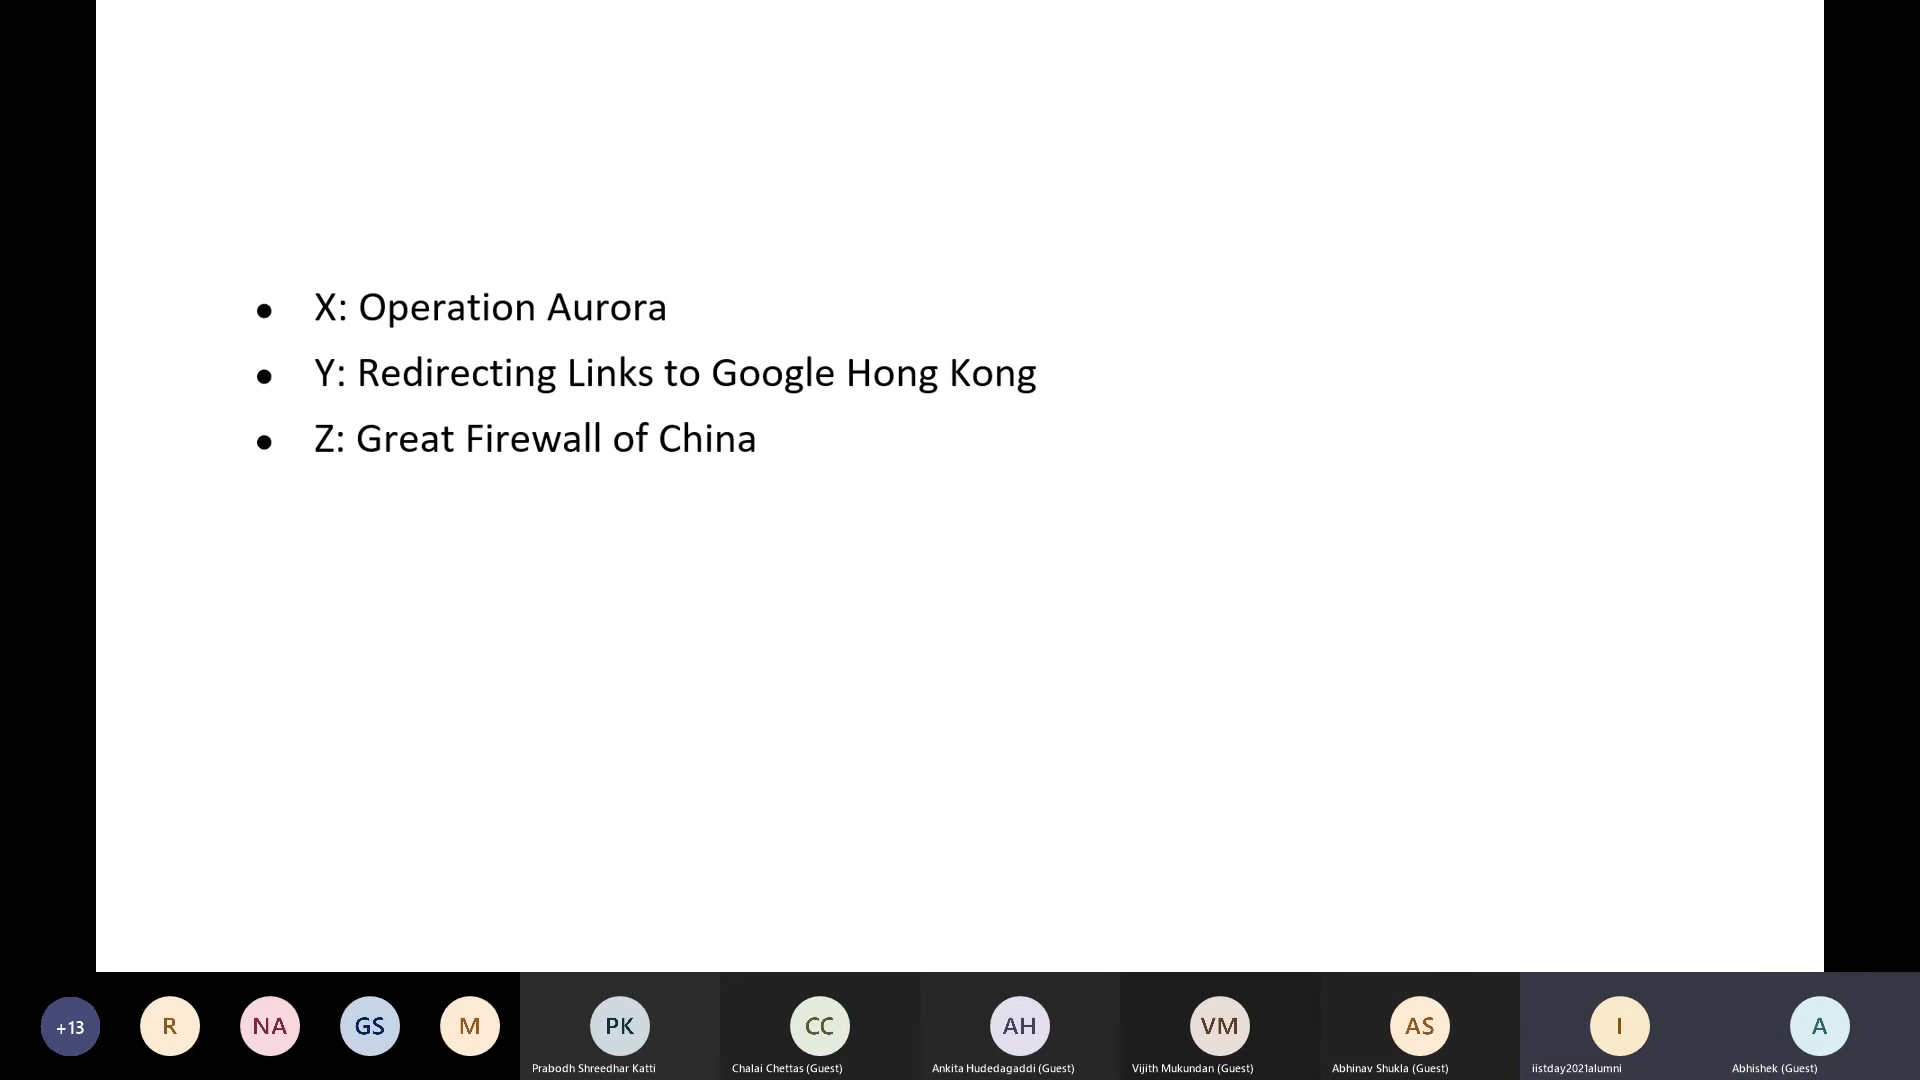 X: Operation Aurora
Y: Redirecting Links to Google Hong Kong
Z: Great Firewall of China
+13
R
NA
GS
M
PK
CC
AH
VM
AS
I
A
Prabodh Shreedhar Katti
Chalai Chettas (Guest)
Ankita Hudedagaddi (Guest)
Vijith Mukundan (Guest)
Abhinav Shukla (Guest)
iistday2021alumni
Abhishek (Guest)